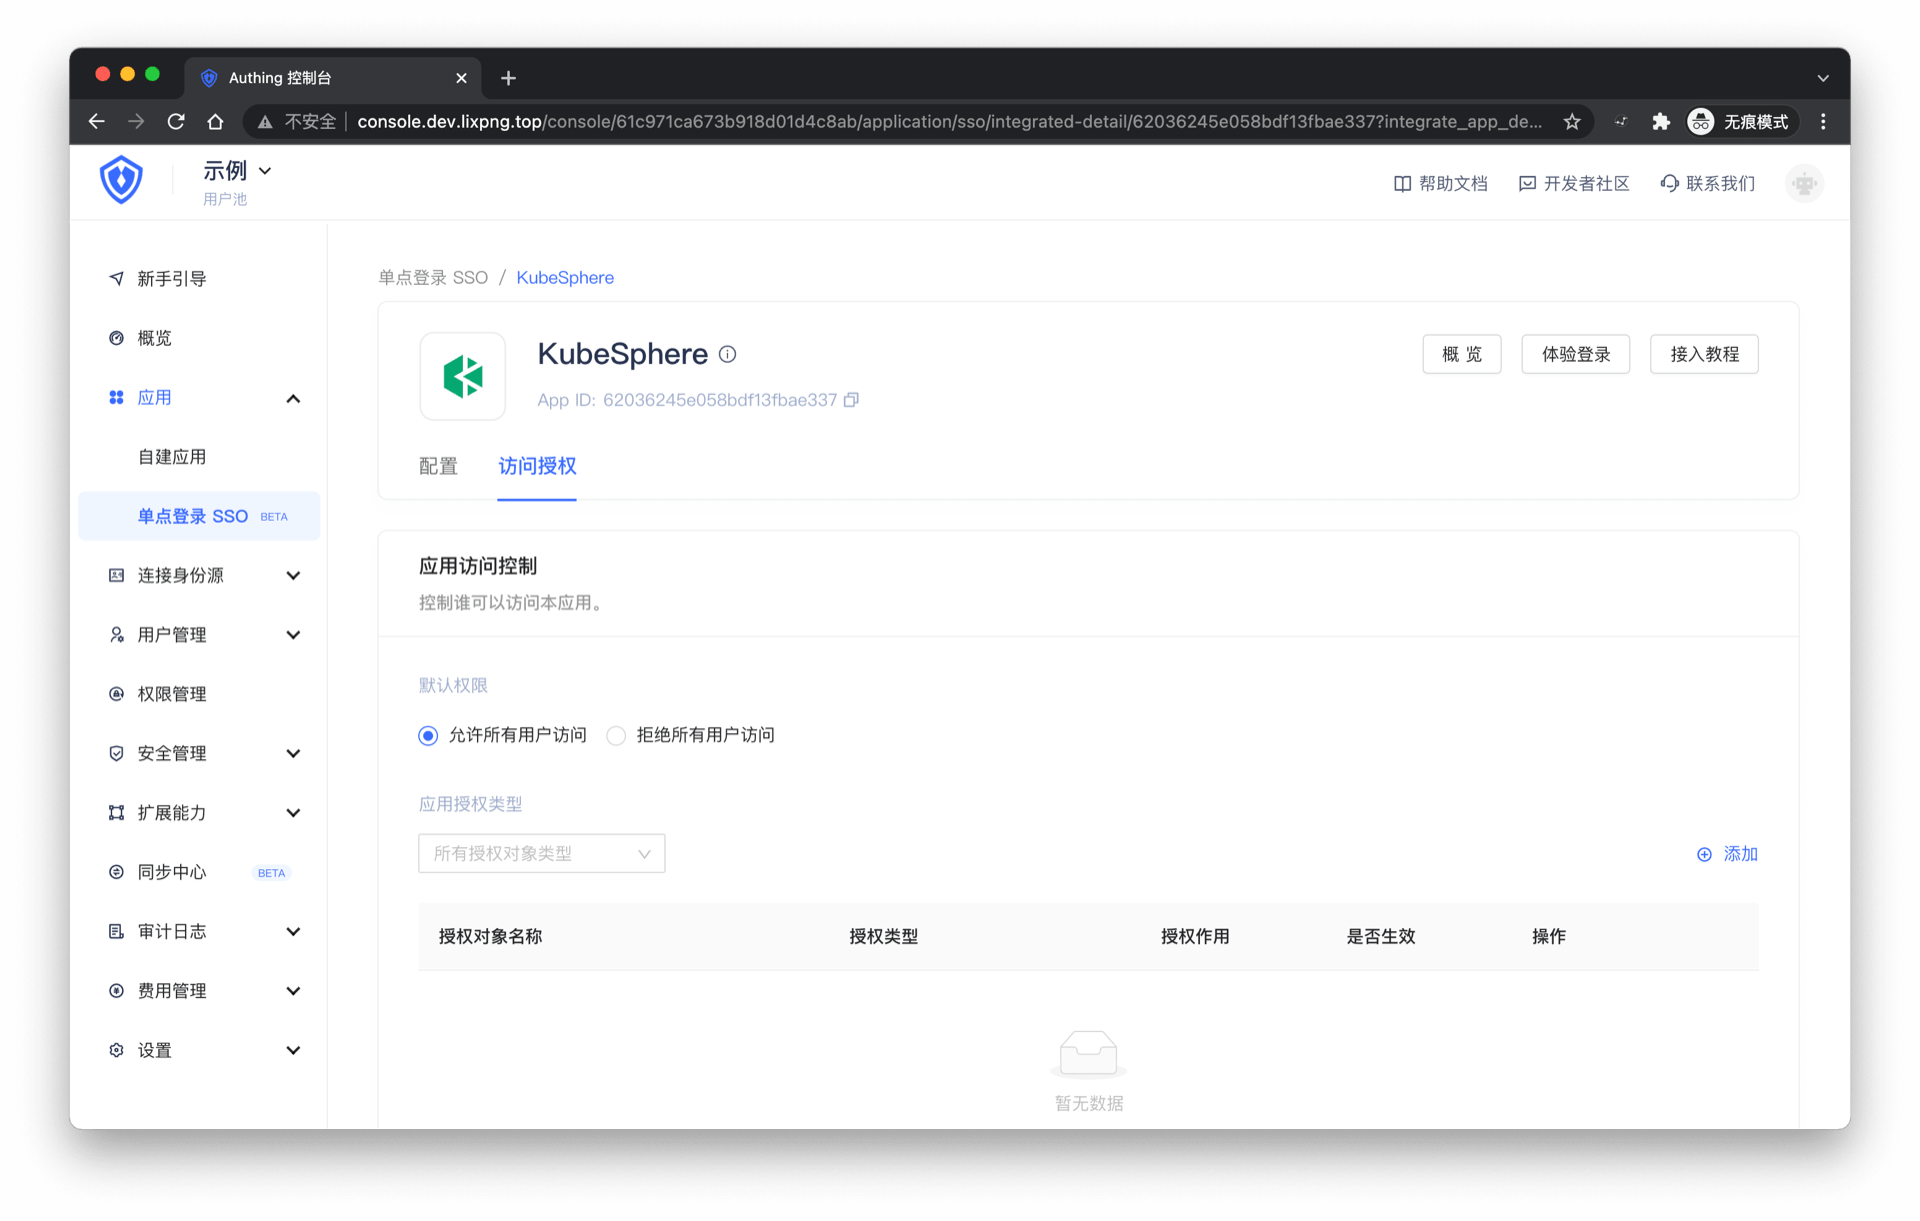 Authing 控制台
不安全 console.dev.lixpng.top/console/61c971ca673b918d01d4c8ab/application/sso/integrated-detail/62036245e058bdf13fbae337?integrate_app_de... 无痕模式
示例
用户池
帮助文档 开发者社区 联系我们
新手引导
概览
应用
自建应用
单点登录 SSO BETA
连接身份源
用户管理
权限管理
安全管理
扩展能力
同步中心 BETA
审计日志
费用管理
设置
单点登录 SSO / KubeSphere
KubeSphere
概 览 体验登录 接入教程
App ID: 62036245e058bdf13fbae337
配置 访问授权
应用访问控制
控制谁可以访问本应用。
默认权限
允许所有用户访问 拒绝所有用户访问
应用授权类型
所有授权对象类型
添加
授权对象名称 授权类型 授权作用 是否生效 操作
暂无数据